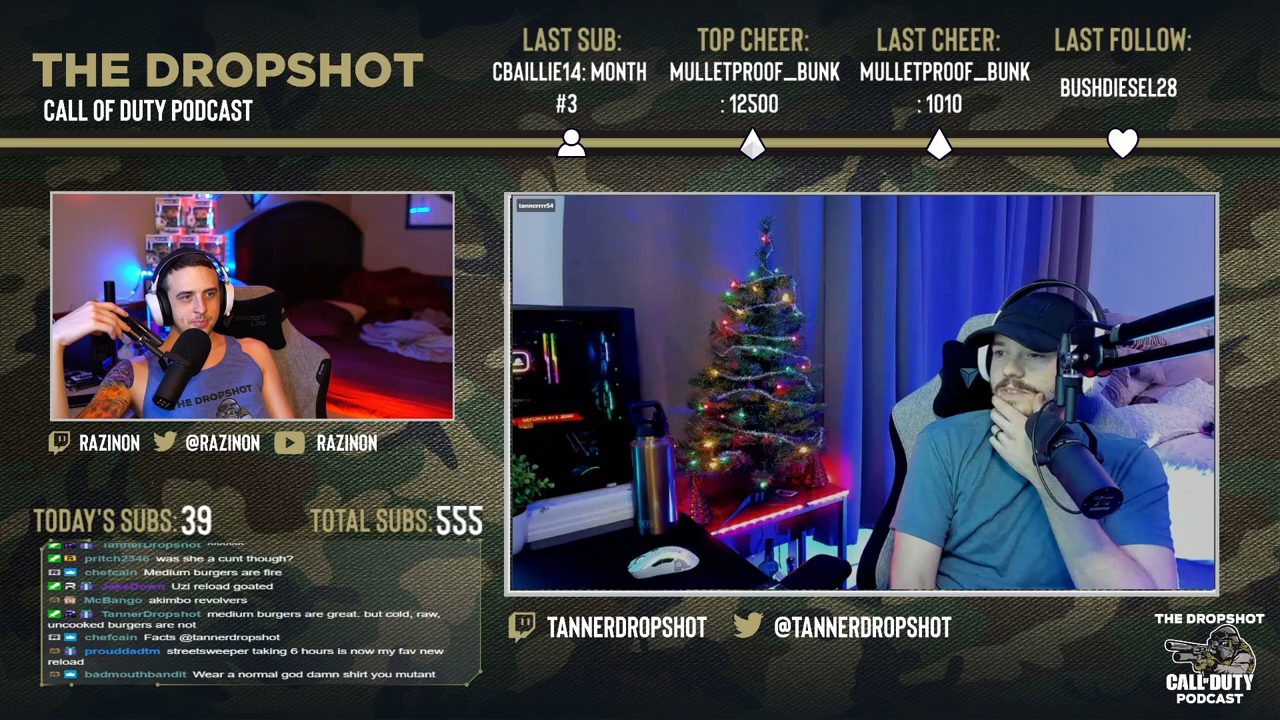 THE DROPSHOT
CALL OF DUTY PODCAST
LAST SUB:
CBAILLIE14: MONTH
#3
TOP CHEER:
MULLETPROOF_BUNK
: 12500
LAST CHEER:
MULLETPROOF_BUNK
: 1010
LAST FOLLOW:
BUSHDIESEL28
THE DROPSHOT
RAZINON @RAZINON RAZINON
tannerrrr54
TODAY'S SUBS: 39
TOTAL SUBS: 555
TannerDropshot
pritch2346 was she a cunt though?
chefcain Medium burgers are fire
JakeDown Uzi reload goated
McBango akimbo revolvers
TannerDropshot medium burgers are great. but cold, raw,
uncooked burgers are not
chefcain Facts @tannerdropshot
prouddadtm streetsweeper taking 6 hours is now my fav new
reload
badmouthbandit Wear a normal god damn shirt you mutant
TANNERDROPSHOT @TANNERDROPSHOT
THE DROPSHOT
CALL OF DUTY
PODCAST